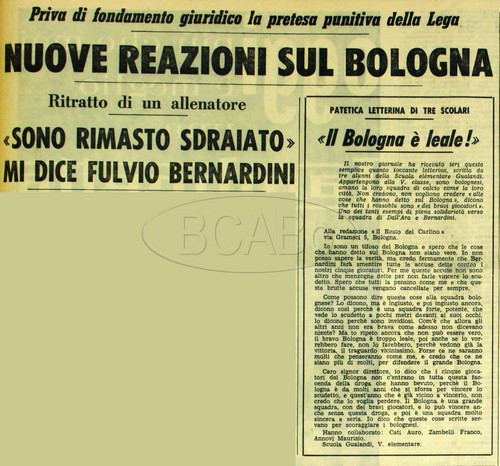 Priva di fondamento giuridico la pretesa punitiva della Lega
NUOVE REAZIONI SUL BOLOGNA
Ritratto di un allenatore
«SONO RIMASTO SDRAIATO»
MI DICE FULVIO BERNARDINI
PATETICA LETTERINA DI TRE SCOLARI
«Il Bologna è leale!»
Il nostro giornale ha ricevuto ieri questa
semplice quanto toccante letterina, scritta da
tre alunni della Scuola elementare Gualandi.
Appartengono alla V. classe, sono bolognesi,
amano la loro squadra di calcio come la loro
città. Non credono, non vogliono credere « alle
cose che hanno detto sul Bologna », dicono
che tutti i rossoblu sono « dei bravi giocatori ».
Uno dei tanti esempi di piena solidarietà verso
la squadra di Dall'Ara e Bernardini.
Alla redazione « Il Resto del Carlino »
via Gramsci 5, Bologna.
Io sono un tifoso del Bologna e spero che le cose
che hanno detto sul Bologna non siano vere. Io non
posso sapere la verità, ma credo fermamente che Ber-
nardini farà smentire tutte le accuse dette contro i
nostri cinque giocatori. Per me queste accuse non sono
altro che menzogne dette per non farle vincere lo scu-
detto. Spero che tutti la pensino come me e che que-
ste brutte accuse vengano cancellate per sempre.
Come possono dire queste cose alla squadra bolo-
gnese? Lo dicono, ma è ingiusto, e poi ingiusto ancora,
dicono così perchè è una squadra forte, potente, che
vede lo scudetto a pochi metri davanti ai suoi occhi,
lo dicono perchè sono invidiosi. Com'è che allora gli
altri anni non era brava come adesso non dicevano
niente? Ma lo ripeto ancora che non può essere vero,
il bravo Bologna è troppo leale, poi anche se lo vor-
rebbero fare, non lo farebbero, perchè vedono già la
vittoria, il traguardo vicinissimo. Forse ce ne saranno
molti che penseranno come me, e credo che ce ne
siano più di molti, per difendere il grande Bologna.
Caro signor direttore, io dico che i cinque gioca-
tori del Bologna non c'entrano in tutta questa fac-
cenda della droga che hanno bevuto, perchè il Bolo-
gna è da molti anni che si sforza per vincere lo
scudetto, e quest'anno che è già vicino a vincerlo, non
credo che lo voglia perdere. Il Bologna è una grande
squadra, con dei bravi giocatori, e lo può vincere an-
che senza questa droga, e poi è una squadra molto
sincera e seria. Io dico che queste cose scritte ser-
vano per scoraggiare i bolognesi.
Hanno collaborato: Cati Auro, Zambelli Franco,
Annovi Maurizio.
Scuola Gualandi, V. elementare.